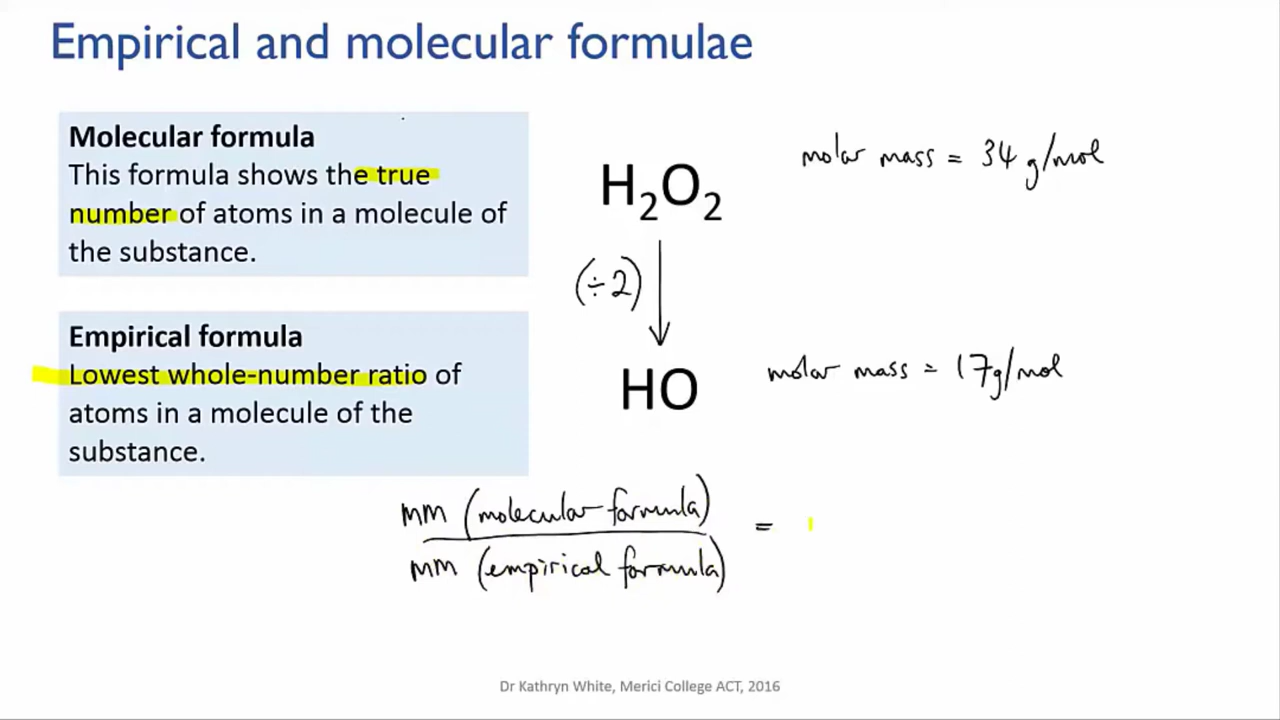 Empirical and molecular formulae
Molecular formula
This formula shows the true
number of atoms in a molecule of
the substance.
H₂O₂
molar mass = 34 g/mol
(÷2)
Empirical formula
Lowest whole-number ratio of
atoms in a molecule of the
substance.
HO
molar mass = 17g/mol
MM (molecular formula)
MM (empirical formula)
=
Dr Kathryn White, Merici College ACT, 2016